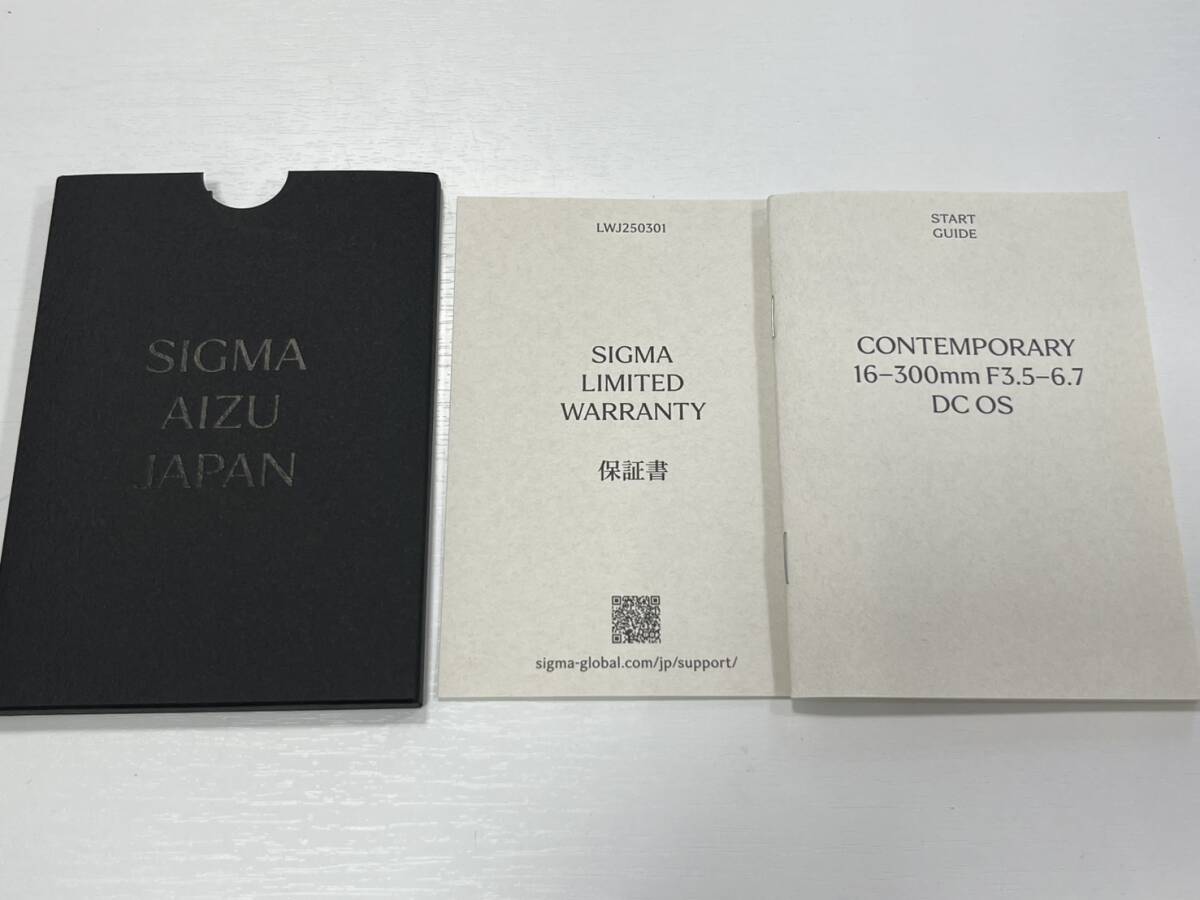 SIGMA
AIZU
JAPAN
LWJ250301
SIGMA
LIMITED
WARRANTY
保証書
sigma-global.com/jp/support/
START
GUIDE
CONTEMPORARY
16–300mm F3.5–6.7
DC OS